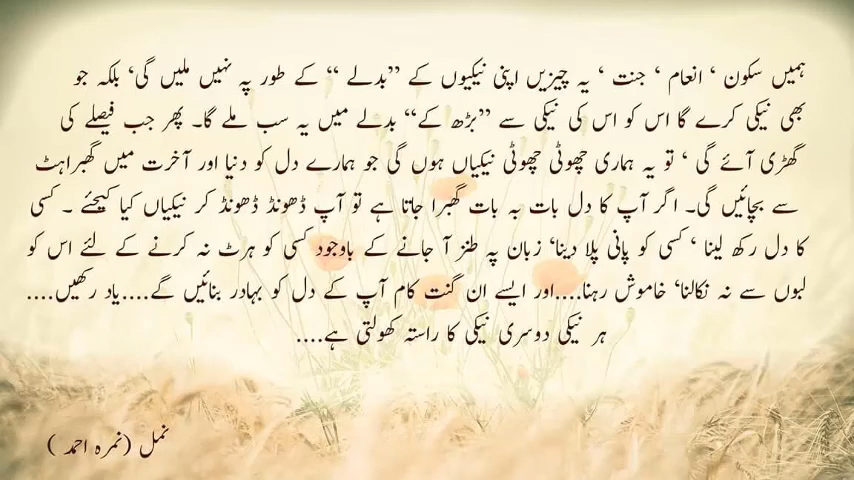 ہمیں سکون ‘ انعام ‘ جنت ‘ یہ چیزیں اپنی نیکیوں کے ”بدلے “ کے طور پہ نہیں ملیں گی‘ بلکہ جو
بھی نیکی کرے گا اس کو اس کی نیکی سے ”بڑھ کے“ بدلے میں یہ سب ملے گا۔ پھر جب فیصلے کی
گھڑی آئے گی ‘ تو یہ ہماری چھوٹی چھوٹی نیکیاں ہوں گی جو ہمارے دل کو دنیا اور آخرت میں گھبراہٹ
سے بچائیں گی۔ اگر آپ کا دل بات بہ بات گھبرا جاتا ہے تو آپ ڈھونڈ ڈھونڈ کر نیکیاں کیا کیجئے ۔ کسی
کا دل رکھ لینا ‘ کسی کو پانی پلا دینا‘ زبان پہ طنز آ جانے کے باوجود کسی کو ہرٹ نہ کرنے کے لئے اس کو
لبوں سے نہ نکالنا‘ خاموش رہنا....اور ایسے ان گنت کام آپ کے دل کو بہادر بنائیں گے....یاد رکھیں....
ہر نیکی دوسری نیکی کا راستہ کھولتی ہے....
نمل (نمرہ احمد )